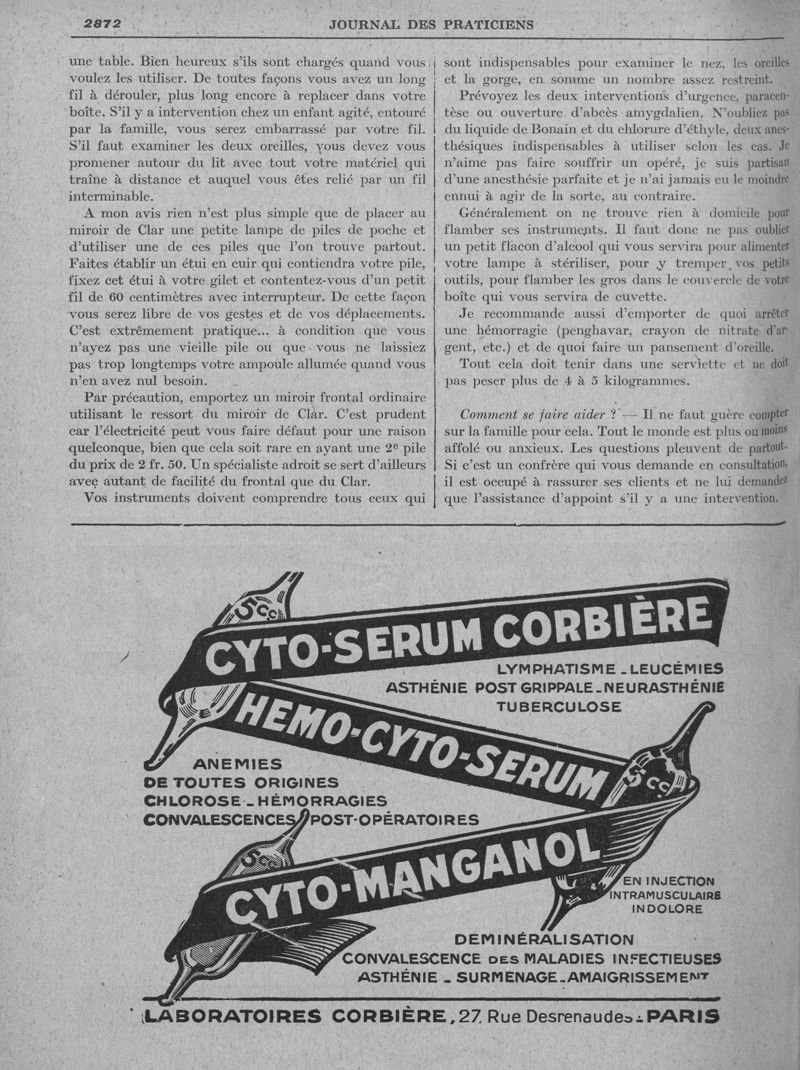 2872
JOURNAL DES PRATICIENS
une table. Bien heureux s'ils sont chargés quand vous
voulez les utiliser. De toutes façons vous avez un long
fil à dérouler, plus long encore à replacer dans votre
boîte. S'il y a intervention chez un enfant agité, entouré
par la famille, vous serez embarrassé par votre fil.
S'il faut examiner les deux oreilles, vous devez vous
promener autour du lit avec tout votre matériel qui
traîne à distance et auquel vous êtes relié par un fil
interminable.
A mon avis rien n'est plus simple que de placer au
miroir de Clar une petite lampe de piles de poche et
d'utiliser une de ces piles que l'on trouve partout.
Faites établir un étui en cuir qui contiendra votre pile,
fixez cet étui à votre gilet et contentez-vous d'un petit
fil de 60 centimètres avec interrupteur. De cette façon
vous serez libre de vos gestes et de vos déplacements.
C'est extrêmement pratique... à condition que vous
n'ayez pas une vieille pile ou que vous ne laissiez
pas trop longtemps votre ampoule allumée quand vous
n'en avez nul besoin.
Par précaution, emportez un miroir frontal ordinaire
utilisant le ressort du miroir de Clar. C'est prudent
car l'électricité peut vous faire défaut pour une raison
quelconque, bien que cela soit rare en ayant une 2e pile
du prix de 2 fr. 50. Un spécialiste adroit se sert d'ailleurs
avec autant de facilité du frontal que du Clar.
Vos instruments doivent comprendre tous ceux qui
sont indispensables pour examiner le nez, les oreilles
et la gorge, en somme un nombre assez restreint.
Prévoyez les deux interventions d'urgence, paracen-
tèse ou ouverture d'abcès amygdalien. N'oubliez pas
du liquide de Bonain et du chlorure d'éthyle, deux anes-
thésiques indispensables à utiliser selon les cas. Je
n'aime pas faire souffrir un opéré, je suis partisan
d'une anesthésie parfaite et je n'ai jamais eu le moindre
ennui à agir de la sorte, au contraire.
Généralement on ne trouve rien à domicile pour
flamber ses instruments. Il faut donc ne pas oublier
un petit flacon d'alcool qui vous servira pour alimenter
votre lampe à stériliser, pour y tremper vos petits
outils, pour flamber les gros dans le couvercle de votre
boîte qui vous servira de cuvette.
Je recommande aussi d'emporter de quoi arrêter
une hémorragie (penghavar, crayon de nitrate d'ar-
gent, etc.) et de quoi faire un pansement d'oreille.
Tout cela doit tenir dans une serviette et ne doit
pas peser plus de 4 à 5 kilogrammes.
Comment se faire aider ? — Il ne faut guère compter
sur la famille pour cela. Tout le monde est plus ou moins
affolé ou anxieux. Les questions pleuvent de partout.
Si c'est un confrère qui vous demande en consultation,
il est occupé à rassurer ses clients et ne lui demandez
que l'assistance d'appoint s'il y a une intervention.
5cc.
CYTO-SERUM CORBIÈRE
LYMPHATISME - LEUCÉMIES
ASTHÉNIE POST GRIPPALE - NEURASTHÉNIE
TUBERCULOSE
HEMO-CYTO-SERUM
5cc
ANEMIES
DE TOUTES ORIGINES
CHLOROSE - HÉMORRAGIES
CONVALESCENCES POST-OPÉRATOIRES
5cc.
CYTO-MANGANOL
EN INJECTION
INTRAMUSCULAIRE
INDOLORE
DÉMINÉRALISATION
CONVALESCENCE DES MALADIES INFECTIEUSES
ASTHÉNIE - SURMENAGE - AMAIGRISSEMENT
LABORATOIRES CORBIÈRE, 27, Rue Desrenaudes - PARIS